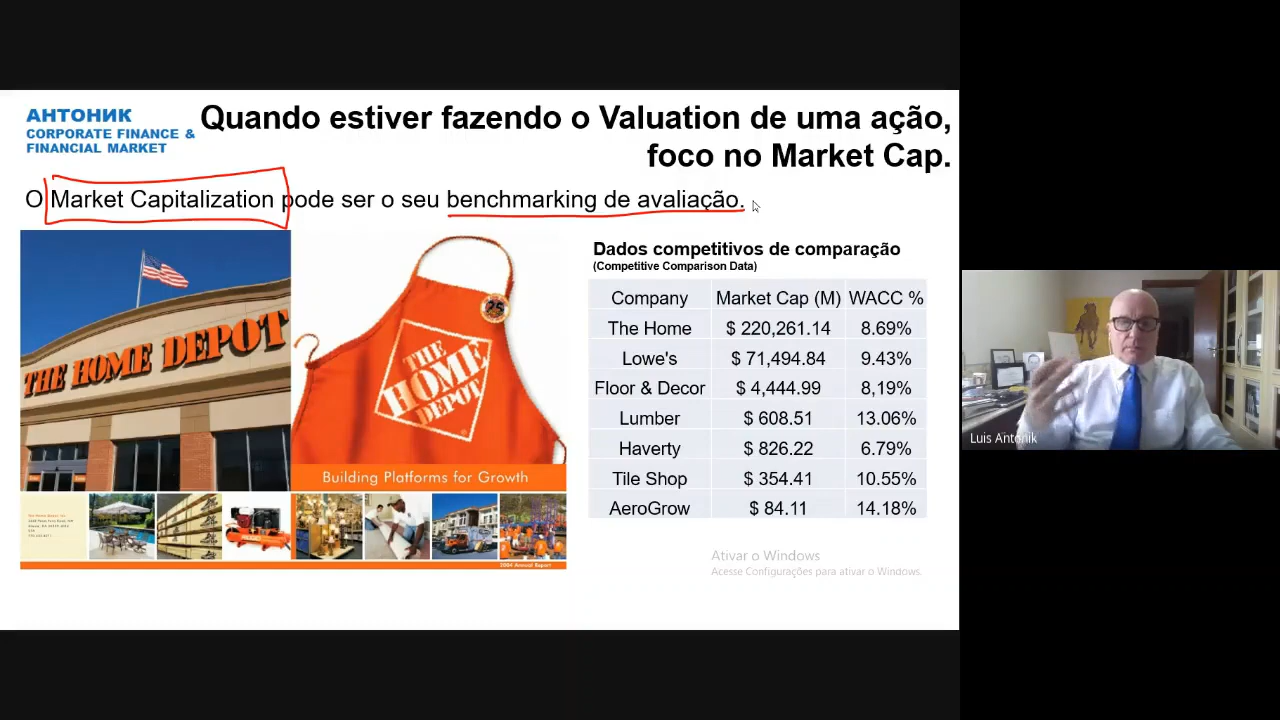 АНТОНИК
CORPORATE FINANCE &
FINANCIAL MARKET
Quando estiver fazendo o Valuation de uma ação,
foco no Market Cap.
O Market Capitalization pode ser o seu benchmarking de avaliação.
THE HOME DEPOT
25
THE
HOME
DEPOT
Building Platforms for Growth
2004 Annual Report
Dados competitivos de comparação
(Competitive Comparison Data)
Company Market Cap (M) WACC %
The Home $ 220,261.14 8.69%
Lowe's $ 71,494.84 9.43%
Floor & Decor $ 4,444.99 8,19%
Lumber $ 608.51 13.06%
Haverty $ 826.22 6.79%
Tile Shop $ 354.41 10.55%
AeroGrow $ 84.11 14.18%
Ativar o Windows
Acesse Configurações para ativar o Windows.
Luis Antonik